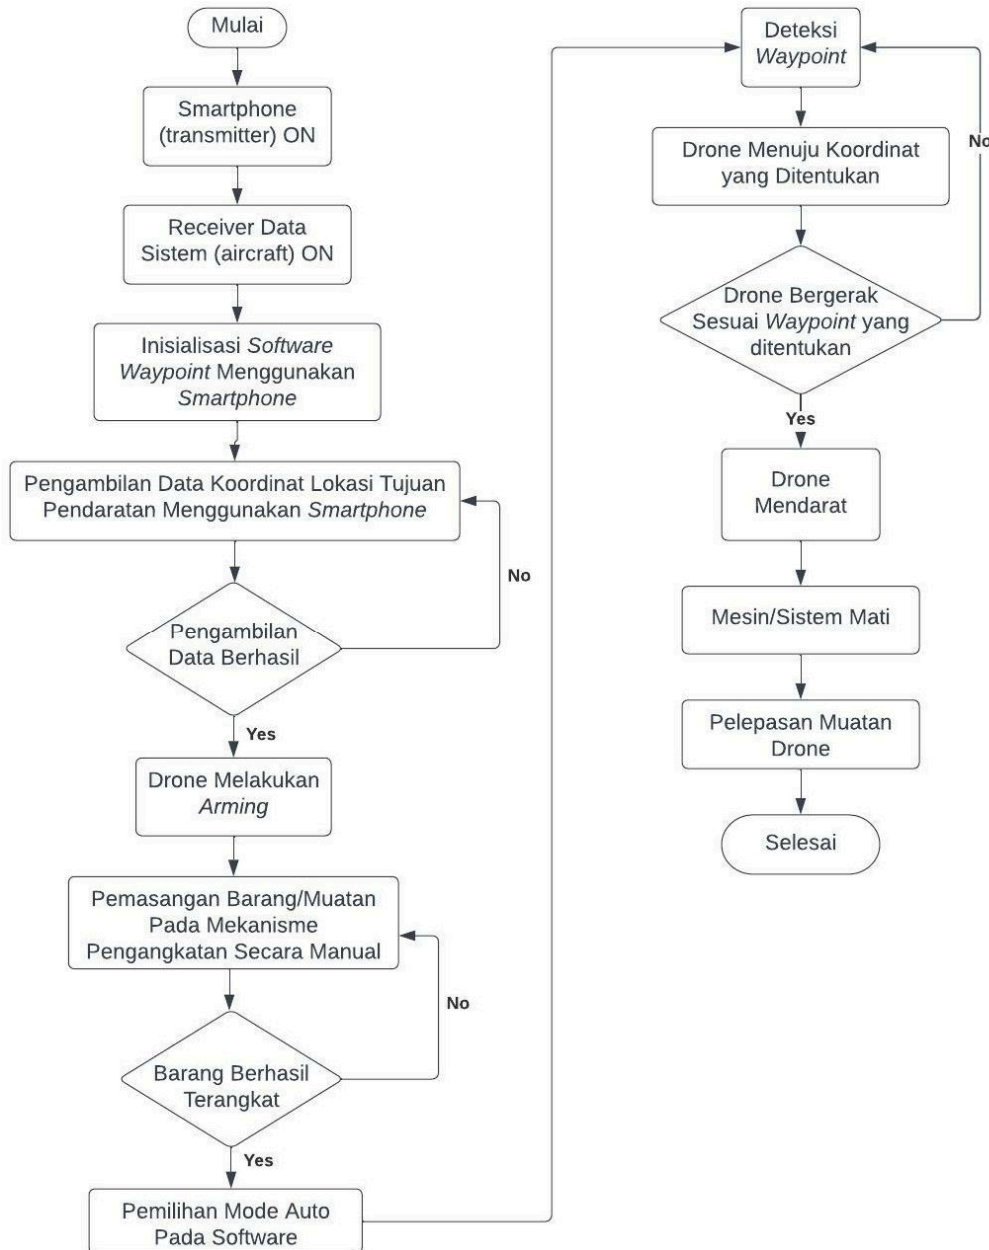 Mulai
Smartphone
(transmitter) ON
Receiver Data
Sistem (aircraft) ON
Inisialisasi Software
Waypoint Menggunakan
Smartphone
Pengambilan Data Koordinat Lokasi Tujuan
Pendaratan Menggunakan Smartphone
No
Pengambilan
Data Berhasil
Yes
Drone Melakukan
Arming
Pemasangan Barang/Muatan
Pada Mekanisme
Pengangkatan Secara Manual
No
Barang Berhasil
Terangkat
Yes
Pemilihan Mode Auto
Pada Software
Deteksi
Waypoint
No
Drone Menuju Koordinat
yang Ditentukan
Drone Bergerak
Sesuai Waypoint yang
ditentukan
Yes
Drone
Mendarat
Mesin/Sistem Mati
Pelepasan Muatan
Drone
Selesai